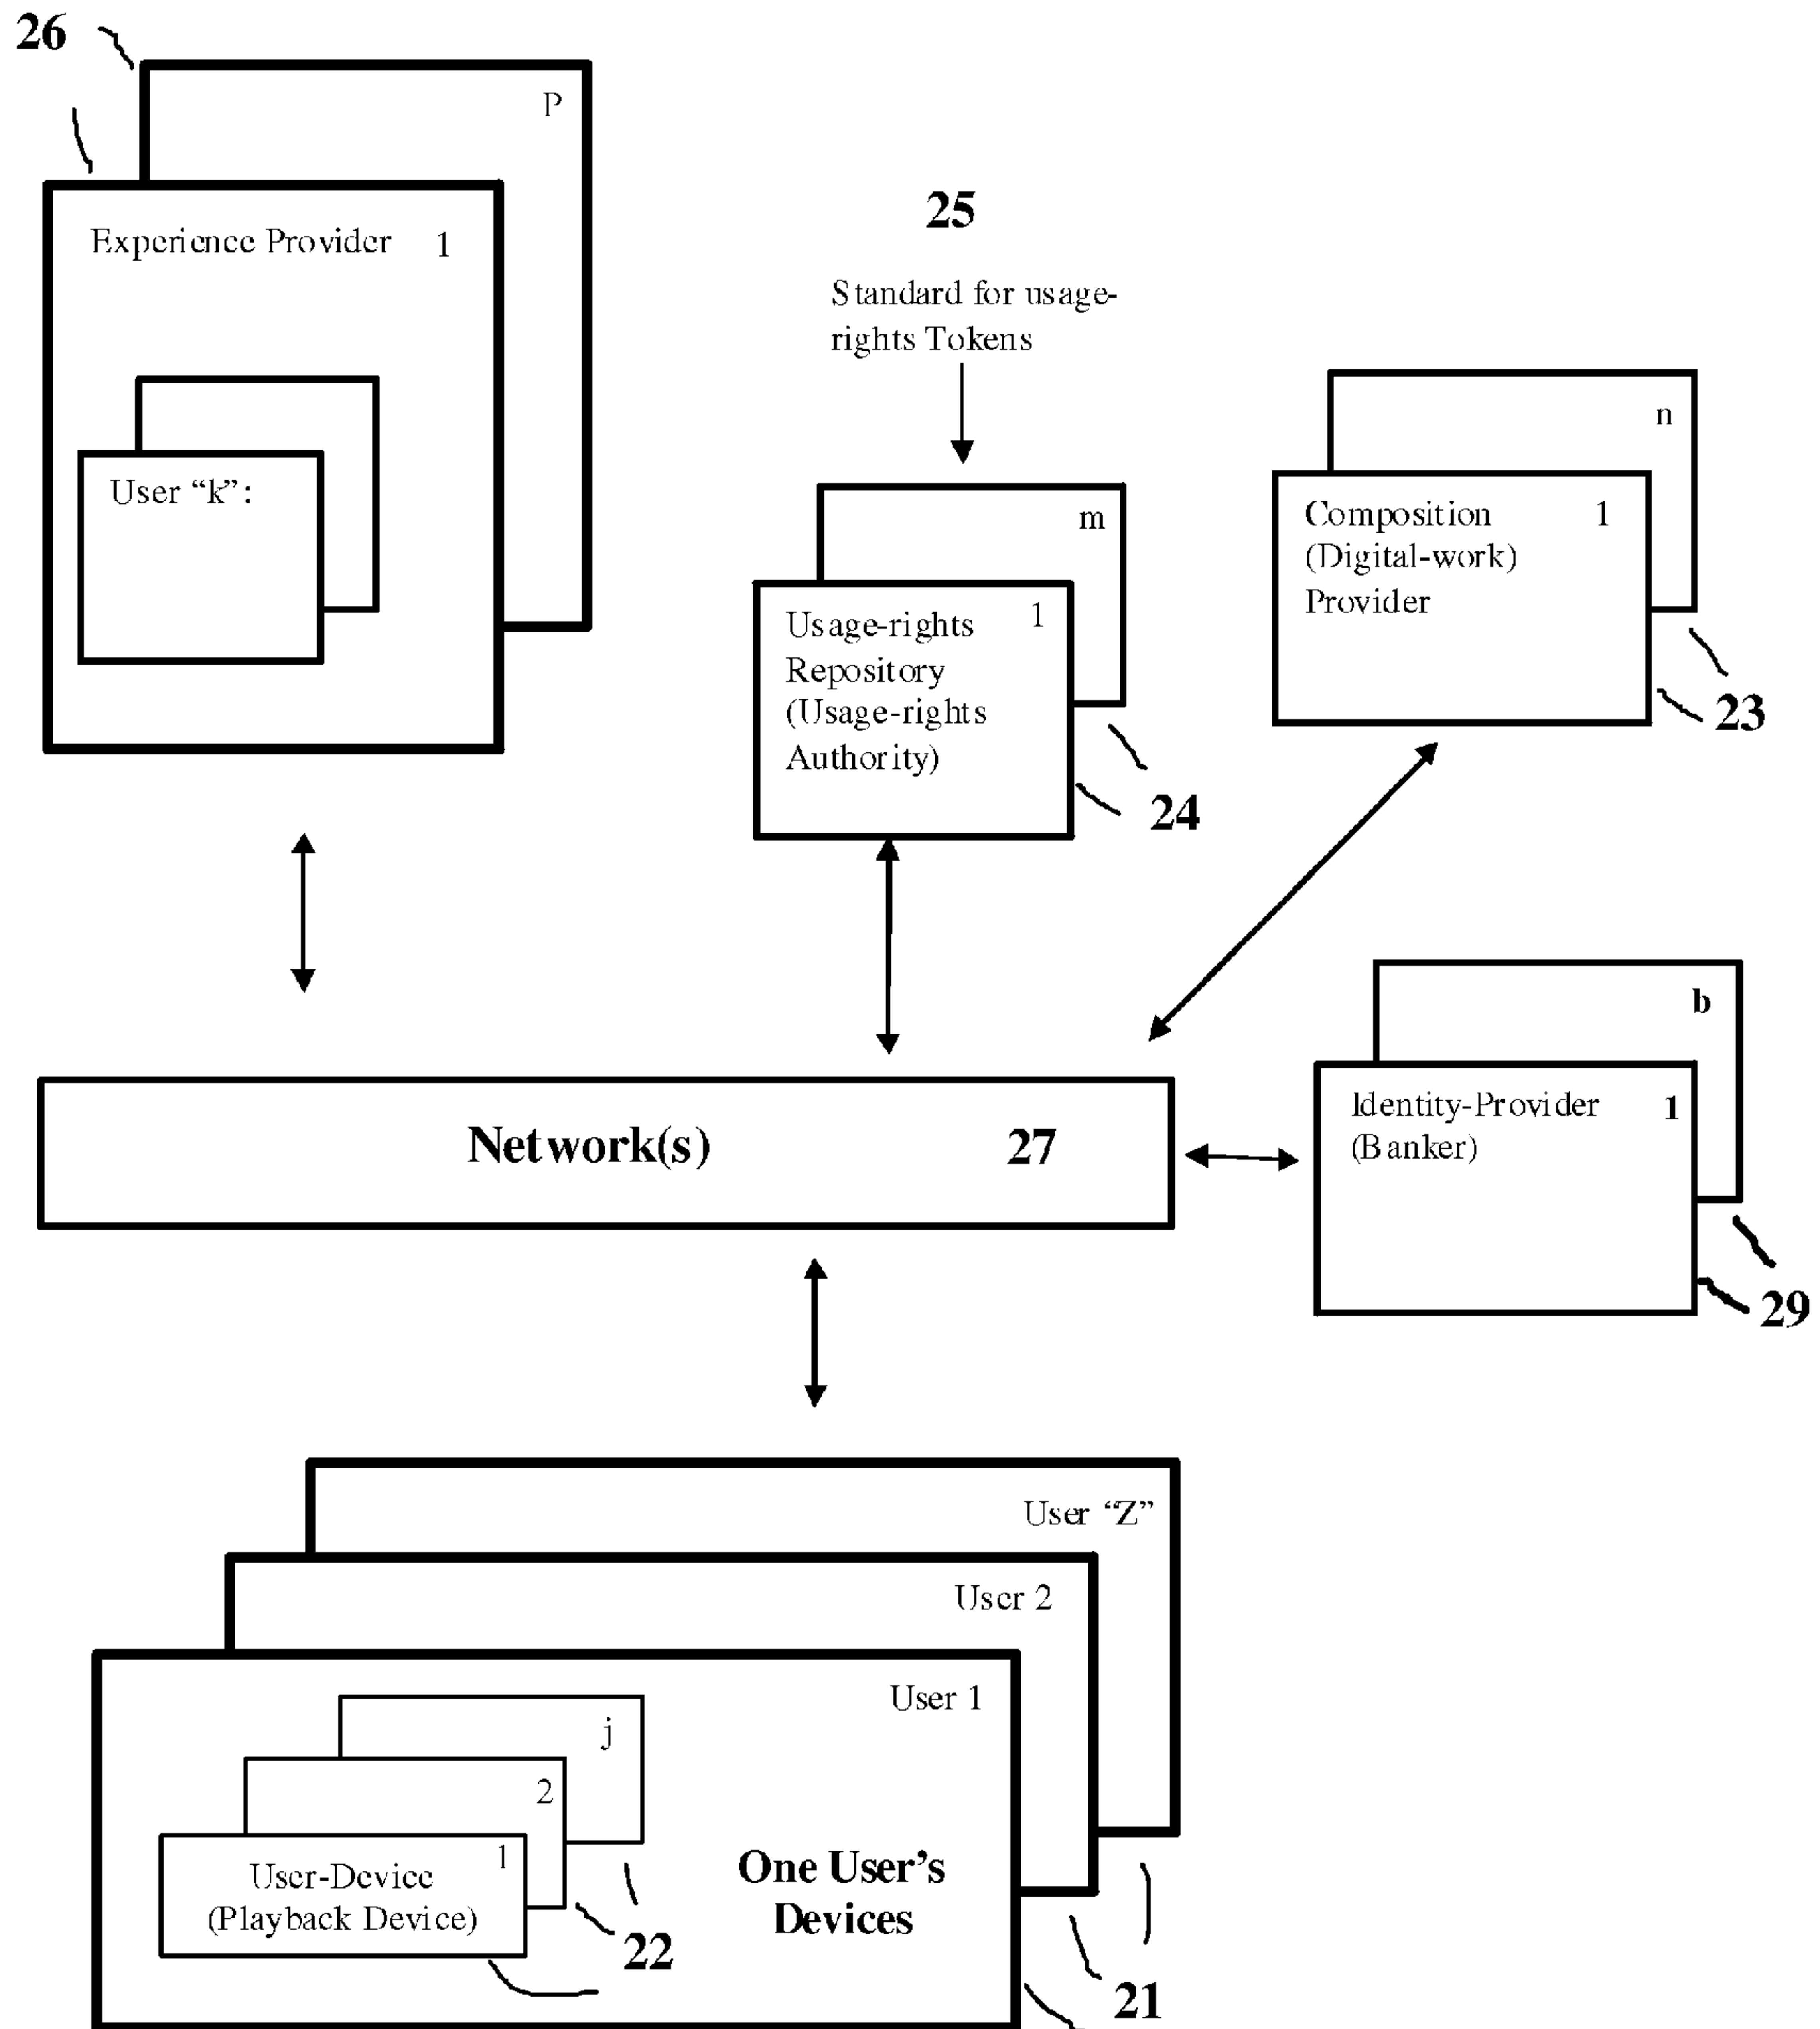 26
P
Experience Provider 1
User “k”:
25
Standard for usage-
rights Tokens
m
Usage-rights 1
Repository
(Usage-rights
Authority)
24
n
Composition 1
(Digital-work)
Provider
23
b
Identity-Provider 1
(Banker)
29
Network(s) 27
User “Z”
User 2
User 1
j
2
1
User-Device
(Playback Device)
One User’s
Devices
22
21